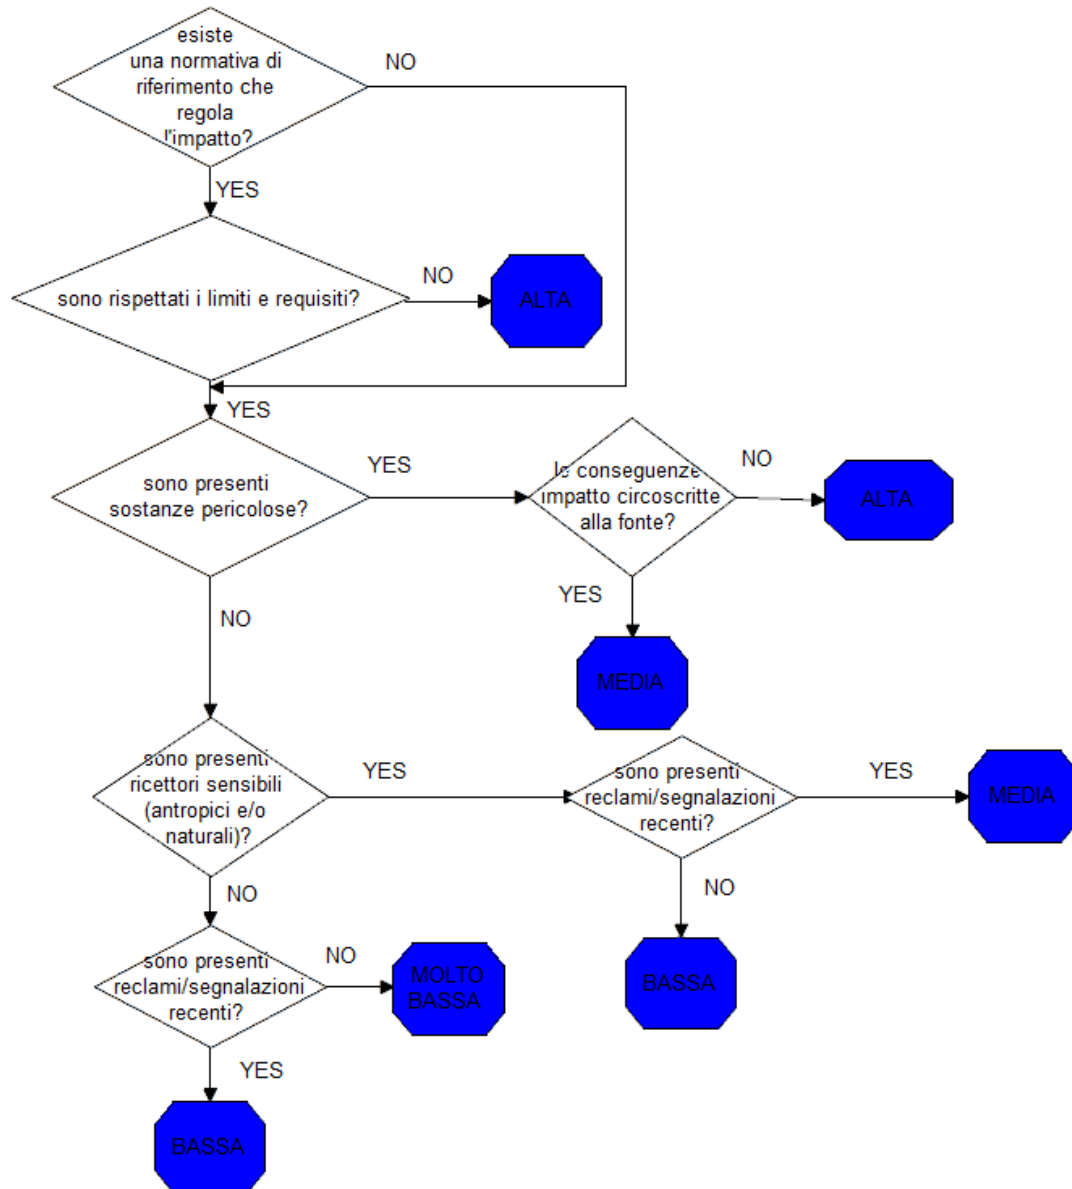 esiste
una normativa di
riferimento che
regola
l'impatto?
NO
YES
sono rispettati i limiti e requisiti?
NO
ALTA
YES
sono presenti
sostanze pericolose?
YES
le conseguenze
impatto circoscritte
alla fonte?
NO
ALTA
YES
MEDIA
NO
sono presenti
ricettori sensibili
(antropici e/o
naturali)?
YES
sono presenti
reclami/segnalazioni
recenti?
YES
MEDIA
NO
BASSA
NO
sono presenti
reclami/segnalazioni
recenti?
NO
MOLTO
BASSA
YES
BASSA